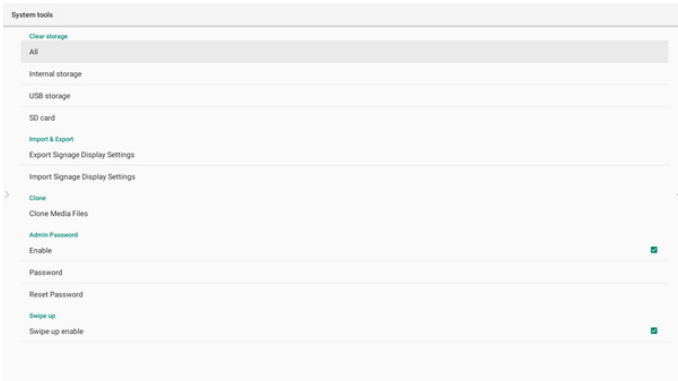 System tools
Clear storage
All
Internal storage
USB storage
SD card
Import & Export
Export Signage Display Settings
Import Signage Display Settings
Clone
Clone Media Files
Admin Password
Enable
Password
Reset Password
Swipe up
Swipe up enable